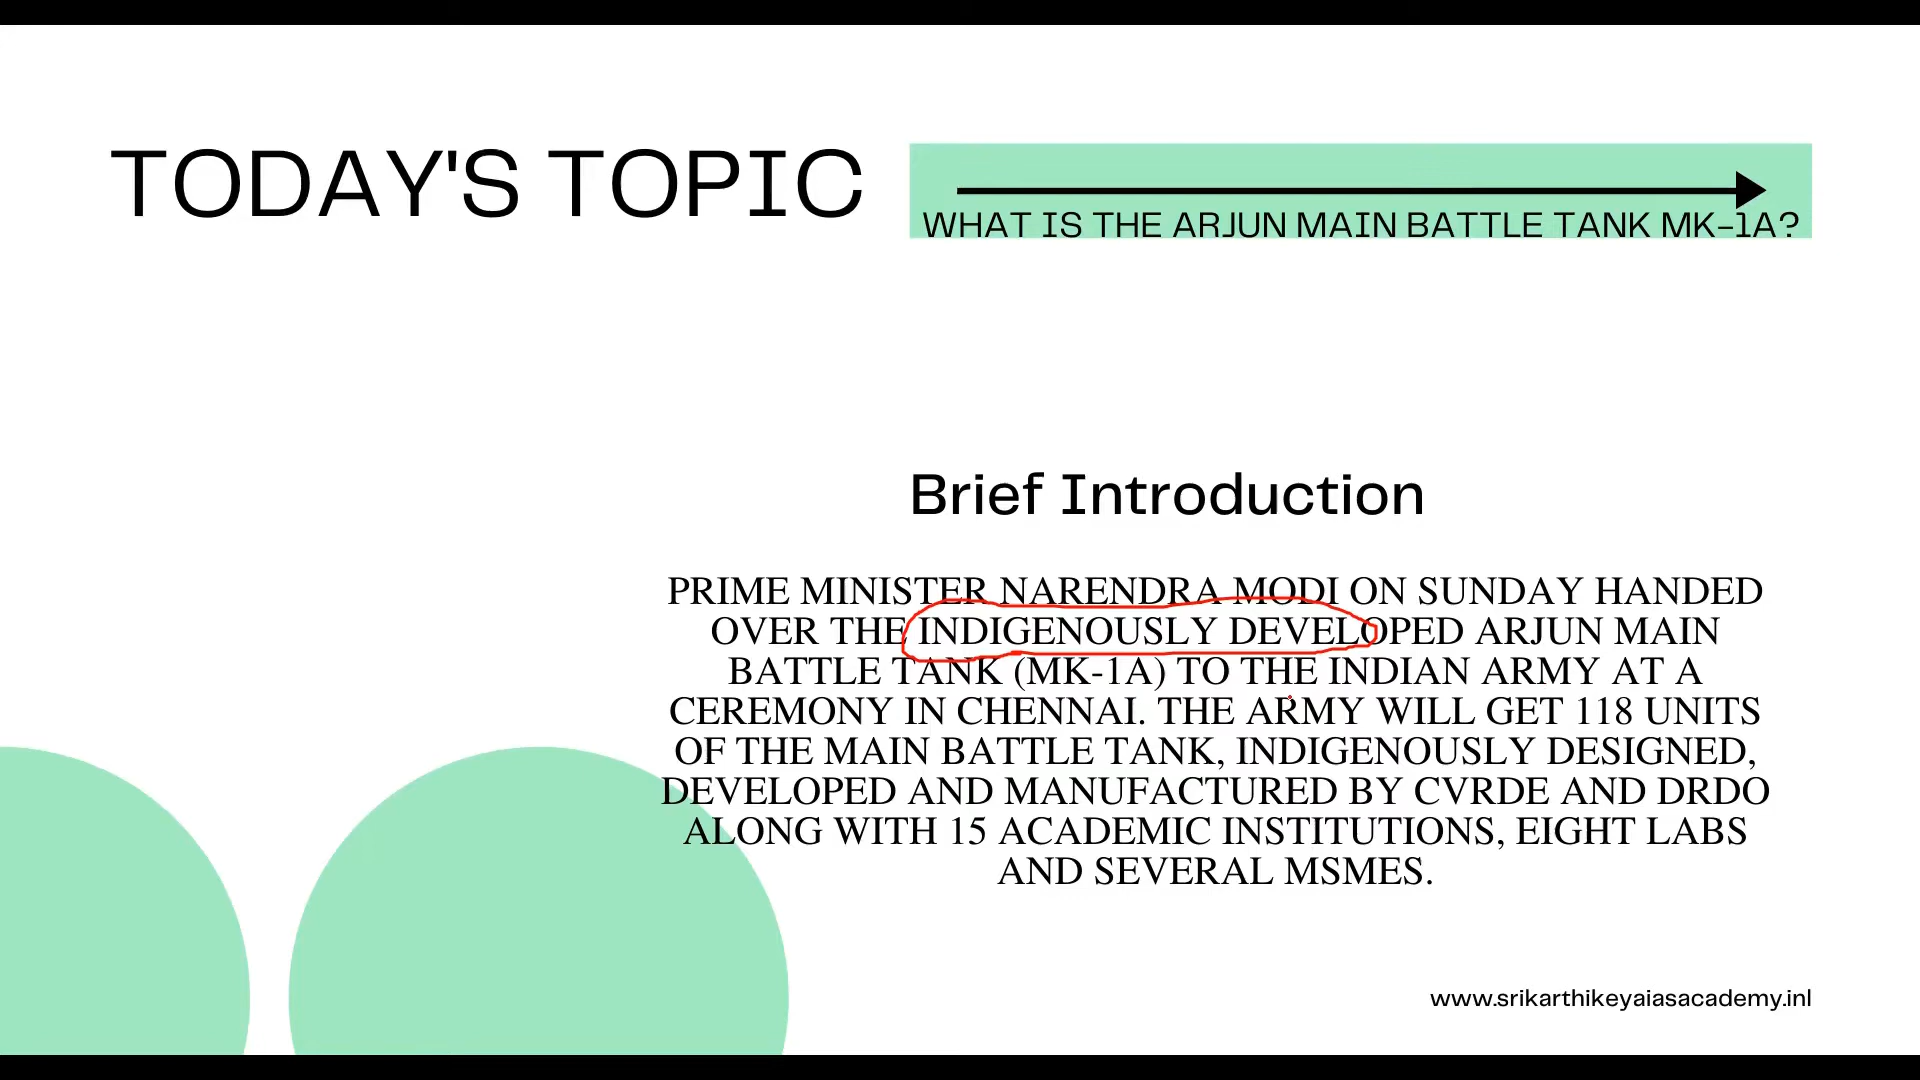 TODAY'S TOPIC
WHAT IS THE ARJUN MAIN BATTLE TANK MK-1A?
Brief Introduction
PRIME MINISTER NARENDRA MODI ON SUNDAY HANDED
OVER THE INDIGENOUSLY DEVELOPED ARJUN MAIN
BATTLE TANK (MK-1A) TO THE INDIAN ARMY AT A
CEREMONY IN CHENNAI. THE ARMY WILL GET 118 UNITS
OF THE MAIN BATTLE TANK, INDIGENOUSLY DESIGNED,
DEVELOPED AND MANUFACTURED BY CVRDE AND DRDO
ALONG WITH 15 ACADEMIC INSTITUTIONS, EIGHT LABS
AND SEVERAL MSMES.
www.srikarthikeyaiasacademy.inl